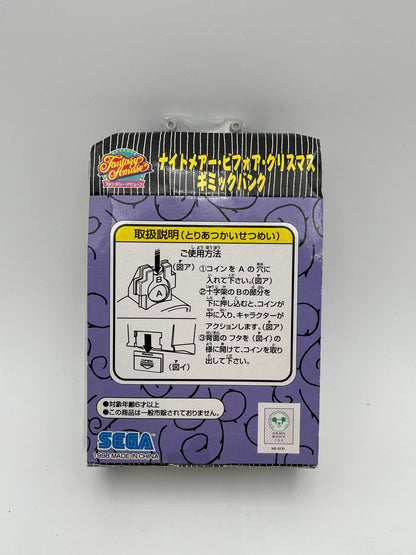 Fantasy Amuse
ファンタジーアミューズ
ナイトメアー・ビフォア・クリスマス
ギミックバンク
取扱説明(とりあつかいせつめい)
ご使用方法
A
(図ア)
B
(図イ)
①コインを A の穴に
入れて下さい。(図ア)
②十字架の B の部分を
下に押し込むと、コインが
中に入り、キャラクターが
アクションします。(図ア)
③背面の フタを (図イ)の
様に開けて、コインを取り
出して下さい。
●対象年齢6才以上
●この商品は一般市販されておりません。
SEGA
1998 MADE IN CHINA